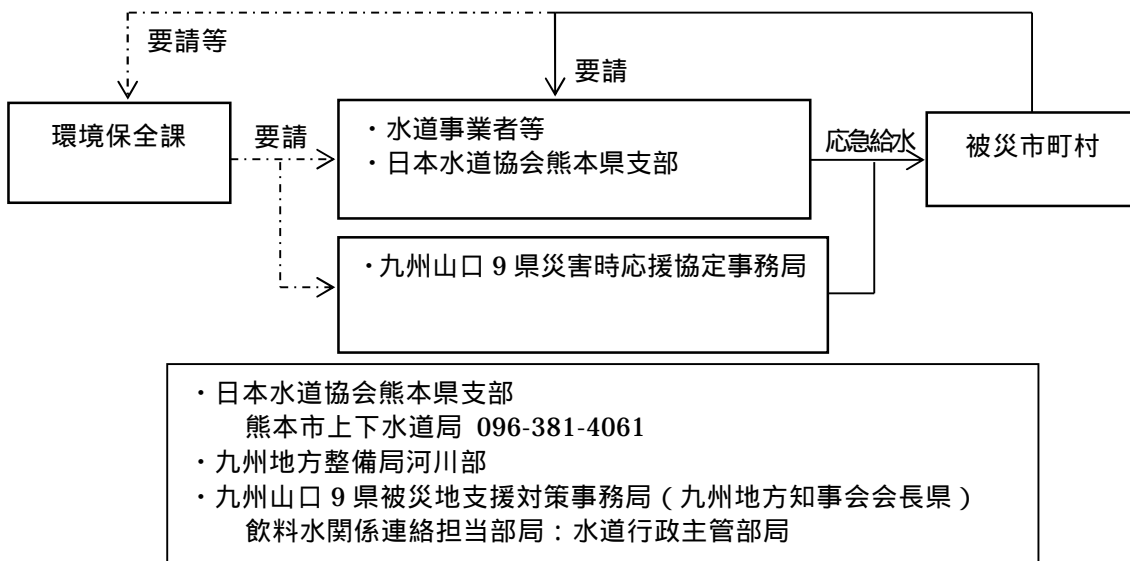 要請等
要請
環境保全課
要請
・水道事業者等
・日本水道協会熊本県支部
応急給水
被災市町村
・九州山口9県災害時応援協定事務局
・日本水道協会熊本県支部
熊本市上下水道局 096-381-4061
・九州地方整備局河川部
・九州山口9県被災地支援対策事務局(九州地方知事会会長県)
飲料水関係連絡担当部局:水道行政主管部局